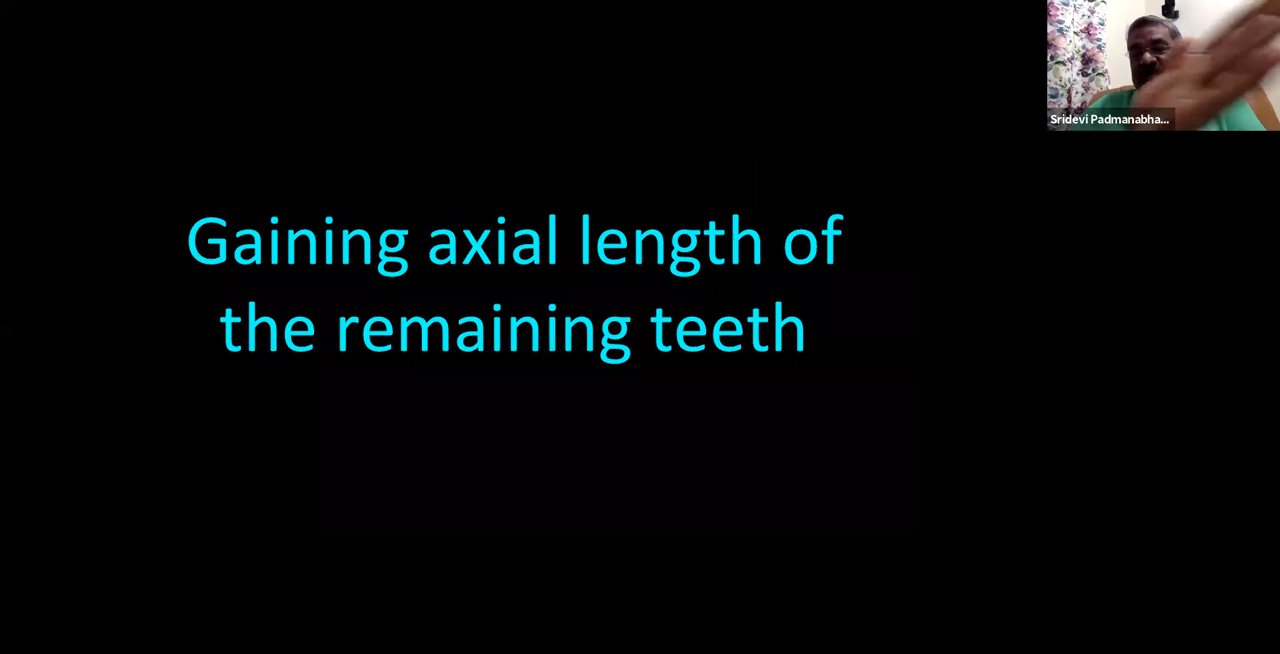 Sridevi Padmanabha...
Gaining axial length of
the remaining teeth